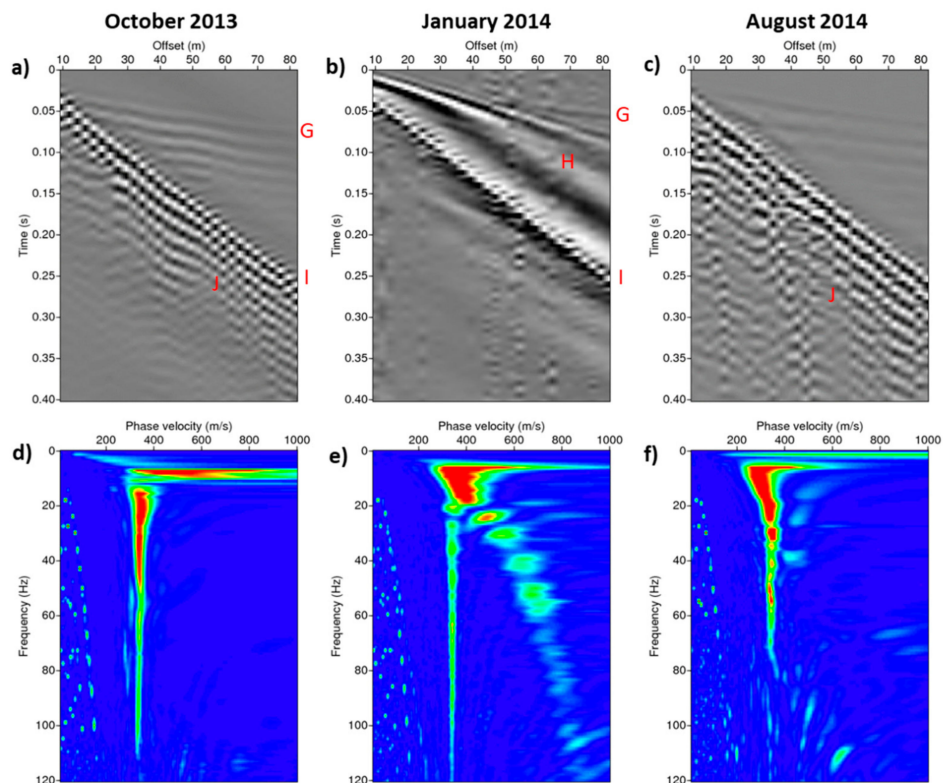 October 2013 January 2014 August 2014
a) Offset (m) b) Offset (m) c) Offset (m)
10 20 30 40 50 60 70 80 10 20 30 40 50 60 70 80 10 20 30 40 50 60 70 80
0 0 0
0.05 0.05 0.05
G G
0.10 0.10 0.10
H
0.15 0.15 0.15
Time (s) Time (s) Time (s)
0.20 0.20 0.20
0.25 0.25 0.25
J I I J
0.30 0.30 0.30
0.35 0.35 0.35
0.40 0.40 0.40
d) Phase velocity (m/s) e) Phase velocity (m/s) f) Phase velocity (m/s)
200 400 600 800 1000 200 400 600 800 1000 200 400 600 800 1000
0 0 0
20 20 20
40 40 40
Frequency (Hz) Frequency (Hz) Frequency (Hz)
60 60 60
80 80 80
100 100 100
120 120 120